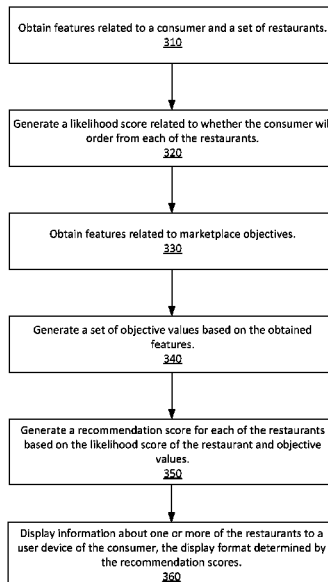 Obtain features related to a consumer and a set of restaurants.
310
Generate a likelihood score related to whether the consumer wil
order from each of the restaurants.
320
Obtain features related to marketplace objectives.
330
Generate a set of objective values based on the obtained
features.
340
Generate a recommendation score for each of the restaurants
based on the likelihood score of the restaurant and objective
values.
350
Display information about one or more of the restaurants to a
user device of the consumer, the display format determined by
the recommendation scores.
360